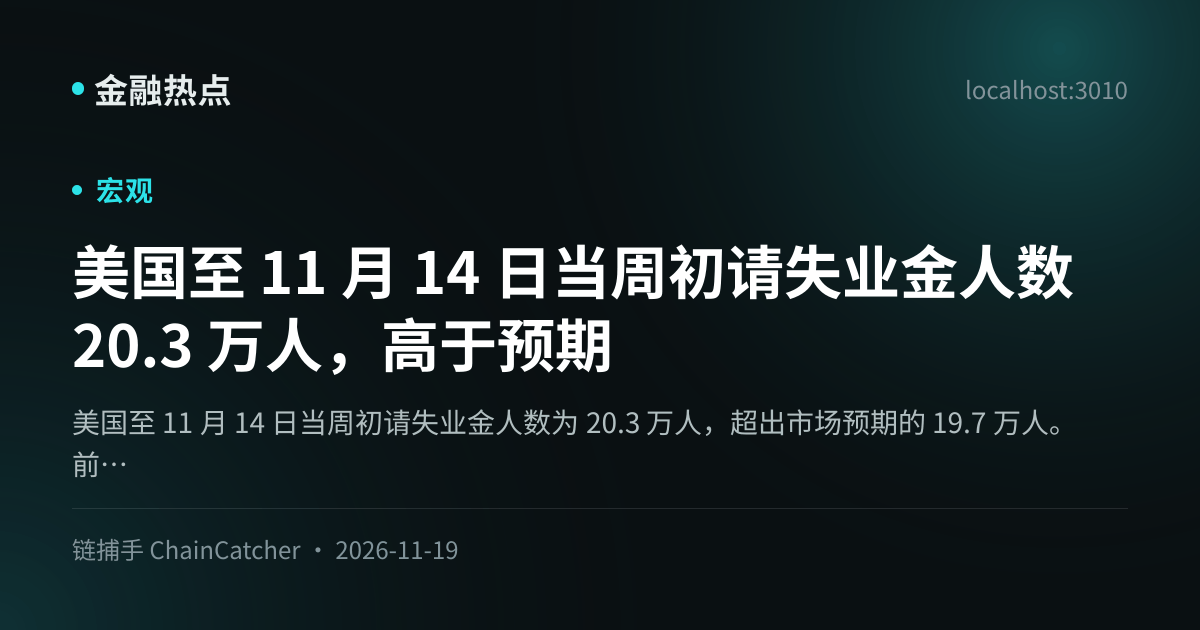 金融热点
localhost:3010
宏观
美国至 11 月 14 日当周初请失业金人数
20.3 万人，高于预期
美国至 11 月 14 日当周初请失业金人数为 20.3 万人，超出市场预期的 19.7 万人。
前…
链捕手 ChainCatcher · 2026-11-19